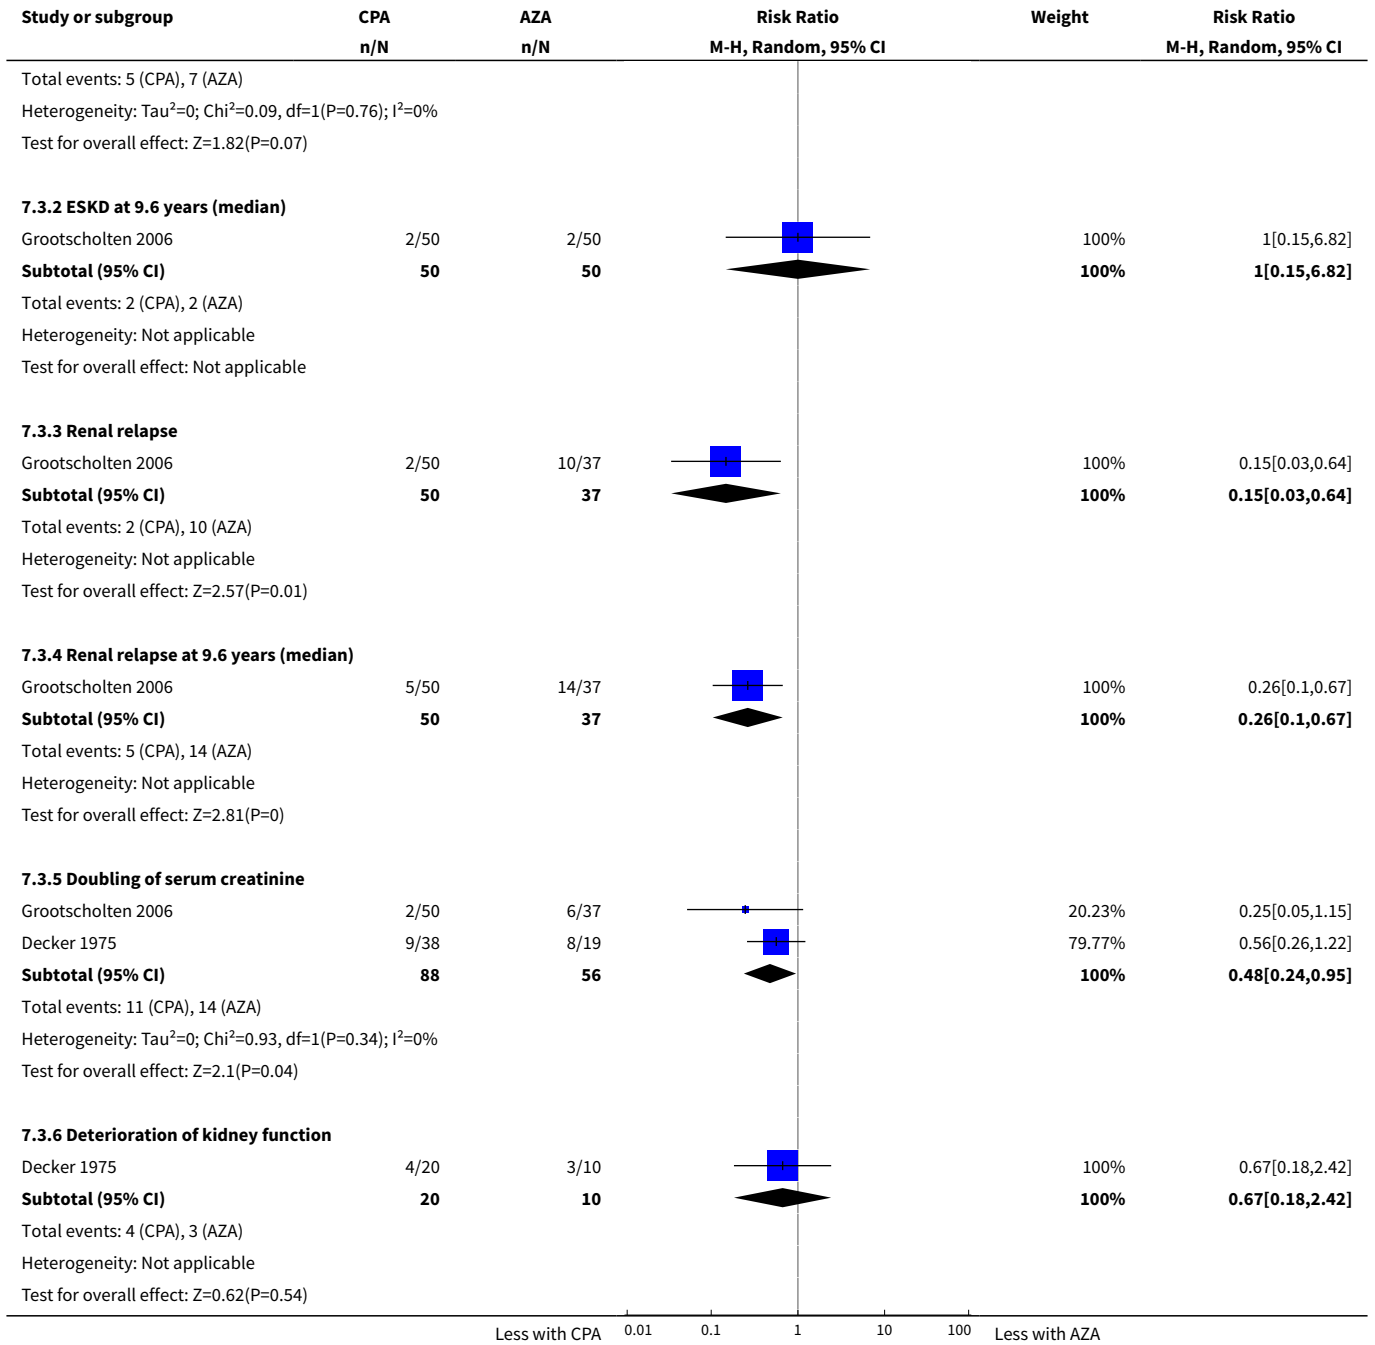 Study or subgroup CPA AZA Risk Ratio Weight Risk Ratio
n/N n/N M-H, Random, 95% CI M-H, Random, 95% CI
Total events: 5 (CPA), 7 (AZA)
Heterogeneity: Tau²=0; Chi²=0.09, df=1(P=0.76); I²=0%
Test for overall effect: Z=1.82(P=0.07)
7.3.2 ESKD at 9.6 years (median)
Grootscholten 2006 2/50 2/50 100% 1[0.15,6.82]
Subtotal (95% CI) 50 50 100% 1[0.15,6.82]
Total events: 2 (CPA), 2 (AZA)
Heterogeneity: Not applicable
Test for overall effect: Not applicable
7.3.3 Renal relapse
Grootscholten 2006 2/50 10/37 100% 0.15[0.03,0.64]
Subtotal (95% CI) 50 37 100% 0.15[0.03,0.64]
Total events: 2 (CPA), 10 (AZA)
Heterogeneity: Not applicable
Test for overall effect: Z=2.57(P=0.01)
7.3.4 Renal relapse at 9.6 years (median)
Grootscholten 2006 5/50 14/37 100% 0.26[0.1,0.67]
Subtotal (95% CI) 50 37 100% 0.26[0.1,0.67]
Total events: 5 (CPA), 14 (AZA)
Heterogeneity: Not applicable
Test for overall effect: Z=2.81(P=0)
7.3.5 Doubling of serum creatinine
Grootscholten 2006 2/50 6/37 20.23% 0.25[0.05,1.15]
Decker 1975 9/38 8/19 79.77% 0.56[0.26,1.22]
Subtotal (95% CI) 88 56 100% 0.48[0.24,0.95]
Total events: 11 (CPA), 14 (AZA)
Heterogeneity: Tau²=0; Chi²=0.93, df=1(P=0.34); I²=0%
Test for overall effect: Z=2.1(P=0.04)
7.3.6 Deterioration of kidney function
Decker 1975 4/20 3/10 100% 0.67[0.18,2.42]
Subtotal (95% CI) 20 10 100% 0.67[0.18,2.42]
Total events: 4 (CPA), 3 (AZA)
Heterogeneity: Not applicable
Test for overall effect: Z=0.62(P=0.54)
Less with CPA 0.01 0.1 1 10 100 Less with AZA